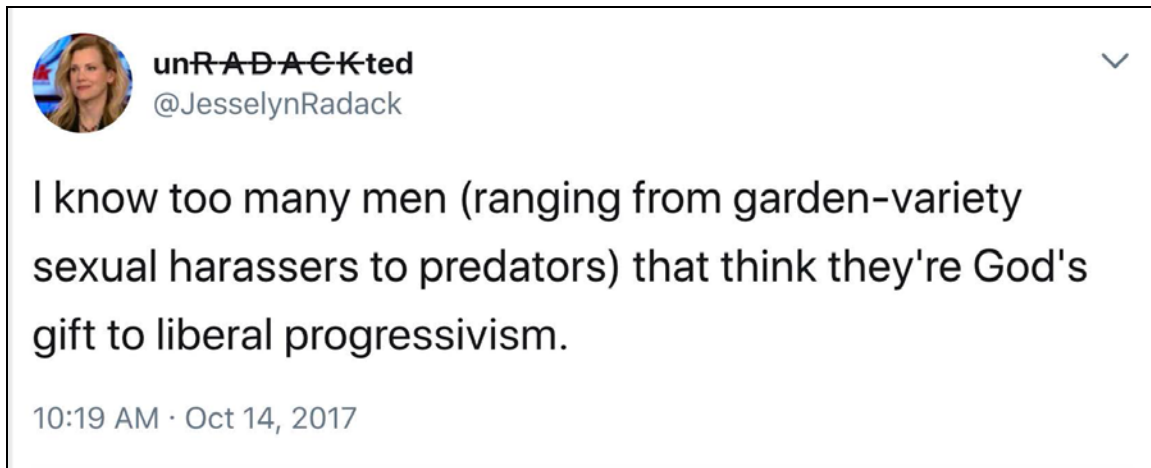 unRADACKted
@JesselynRadack
I know too many men (ranging from garden-variety
sexual harassers to predators) that think they're God's
gift to liberal progressivism.
10:19 AM · Oct 14, 2017